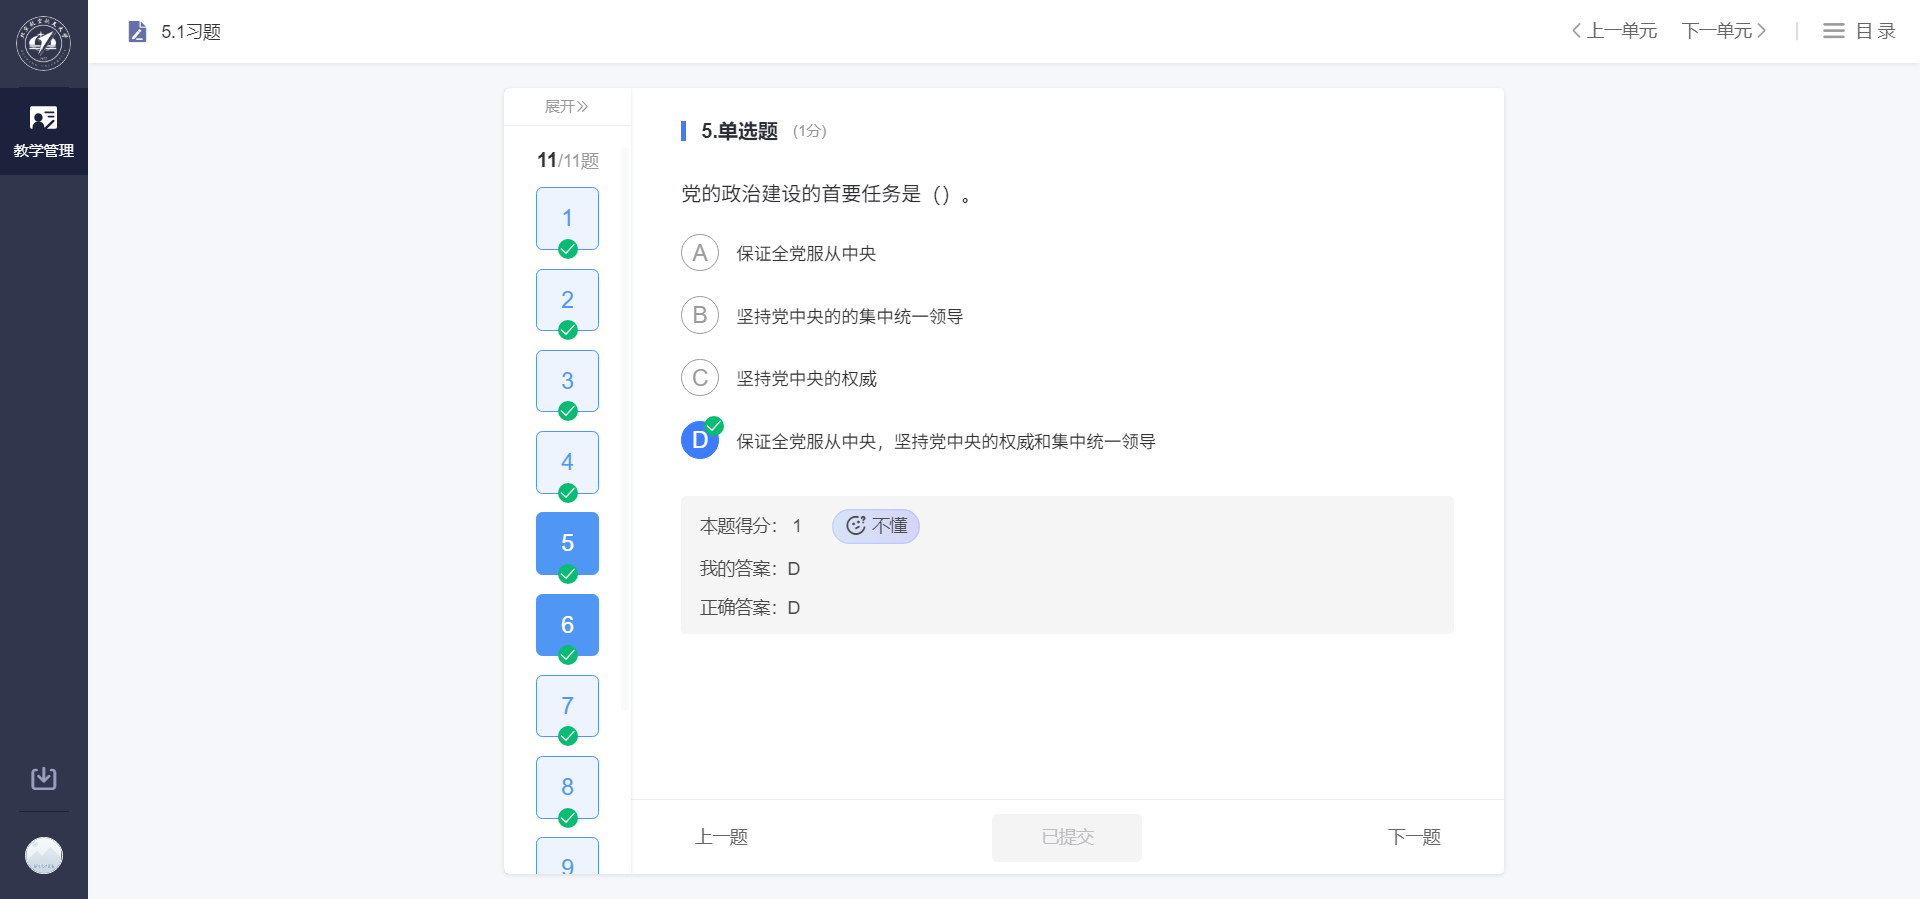 5.1习题
上一单元
下一单元
目录
教学管理
展开
11/11题
1
2
3
4
5
6
7
8
9
5.单选题 (1分)
党的政治建设的首要任务是（）。
A 保证全党服从中央
B 坚持党中央的的集中统一领导
C 坚持党中央的权威
D 保证全党服从中央，坚持党中央的权威和集中统一领导
本题得分： 1 不懂
我的答案：D
正确答案：D
上一题
已提交
下一题